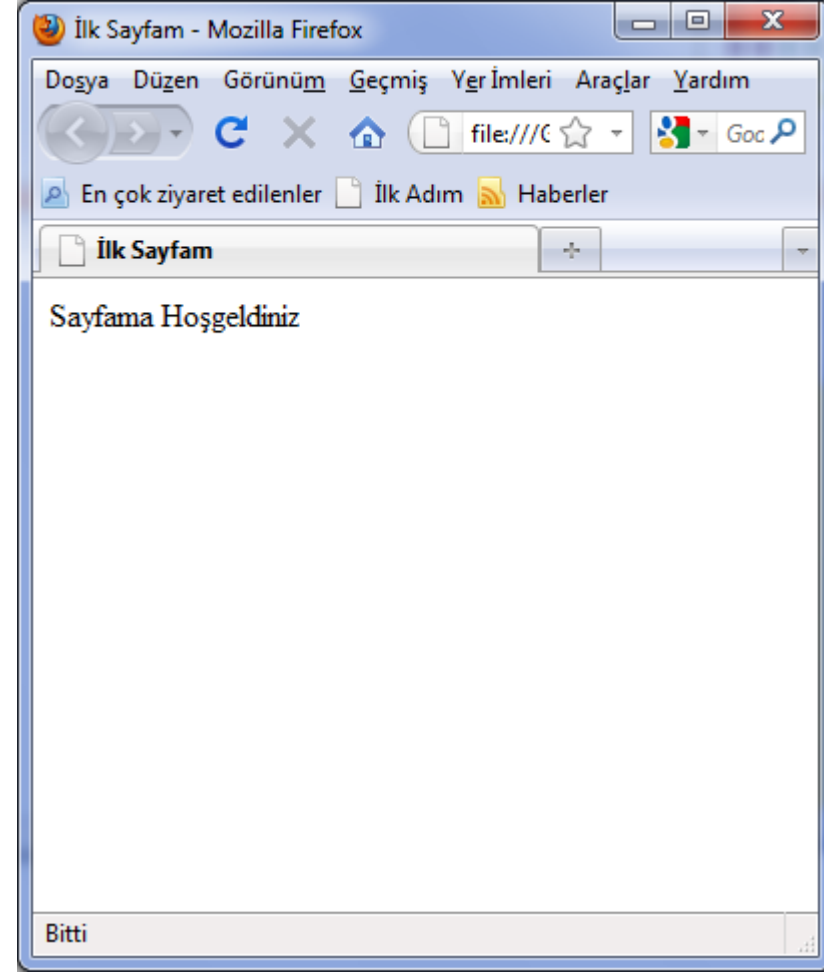 İlk Sayfam - Mozilla Firefox
Dosya Düzen Görünüm Geçmiş Yer İmleri Araçlar Yardım
file:///
En çok ziyaret edilenler İlk Adım Haberler
İlk Sayfam
Sayfama Hoşgeldiniz
Bitti